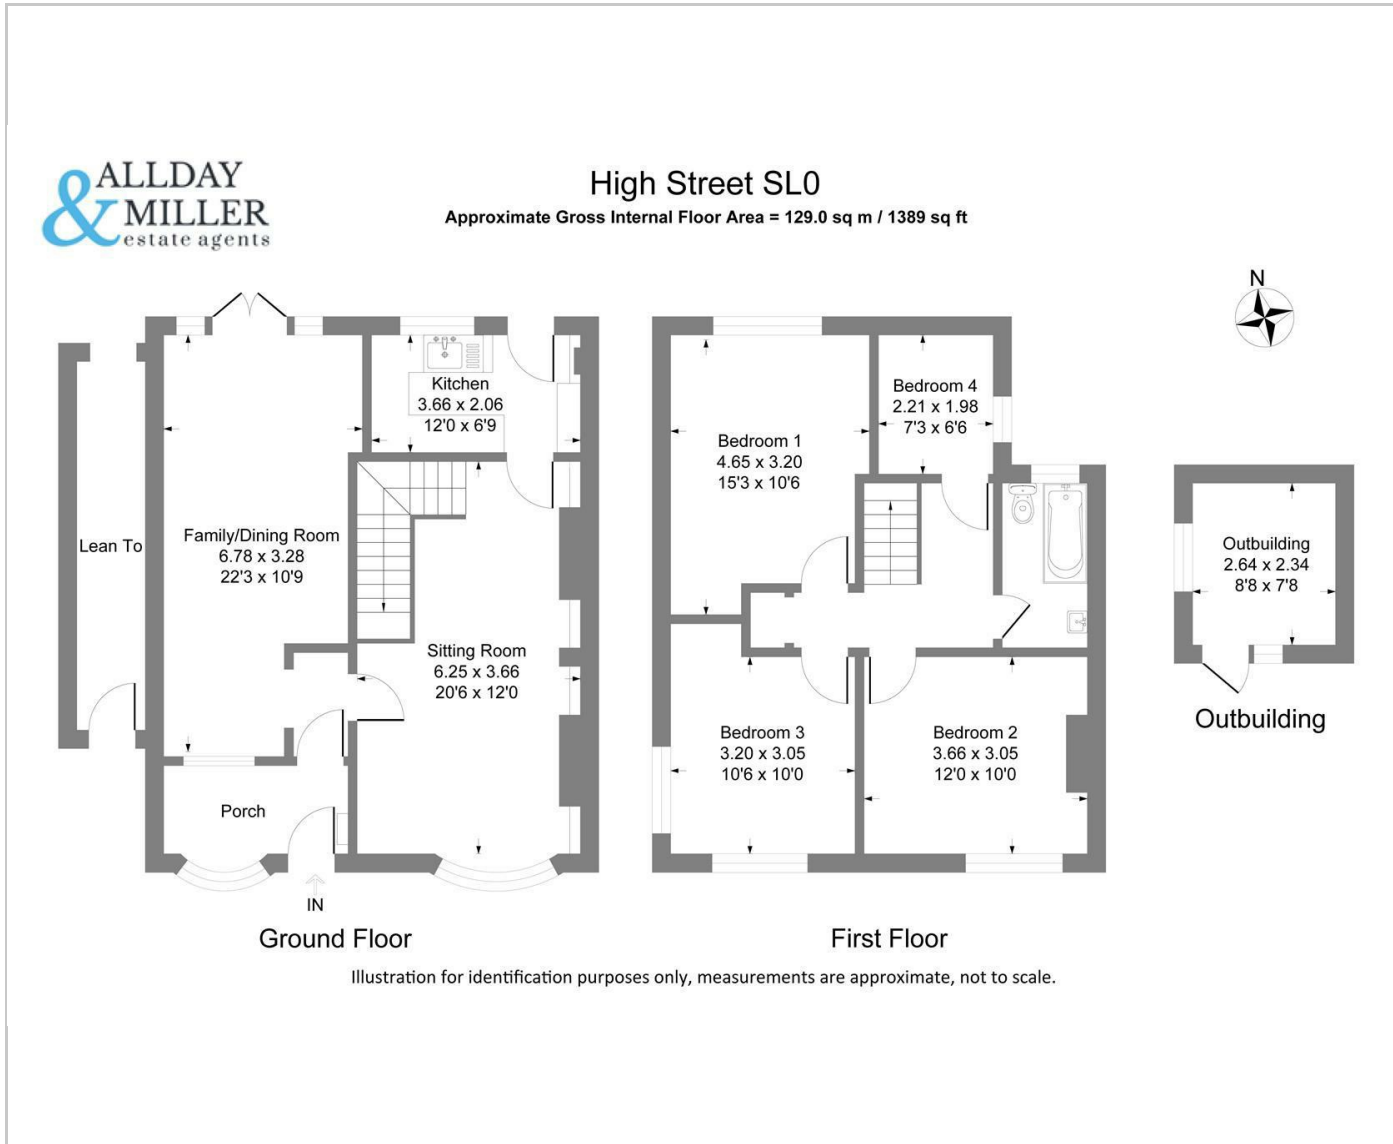 ALLDAY
& MILLER
estate agents
High Street SL0
Approximate Gross Internal Floor Area = 129.0 sq m / 1389 sq ft
N
Kitchen
3.66 x 2.06
12'0 x 6'9
Family/Dining Room
6.78 x 3.28
22'3 x 10'9
Lean To
Sitting Room
6.25 x 3.66
20'6 x 12'0
Porch
IN
Ground Floor
Bedroom 1
4.65 x 3.20
15'3 x 10'6
Bedroom 4
2.21 x 1.98
7'3 x 6'6
Bedroom 3
3.20 x 3.05
10'6 x 10'0
Bedroom 2
3.66 x 3.05
12'0 x 10'0
First Floor
Outbuilding
2.64 x 2.34
8'8 x 7'8
Outbuilding
Illustration for identification purposes only, measurements are approximate, not to scale.